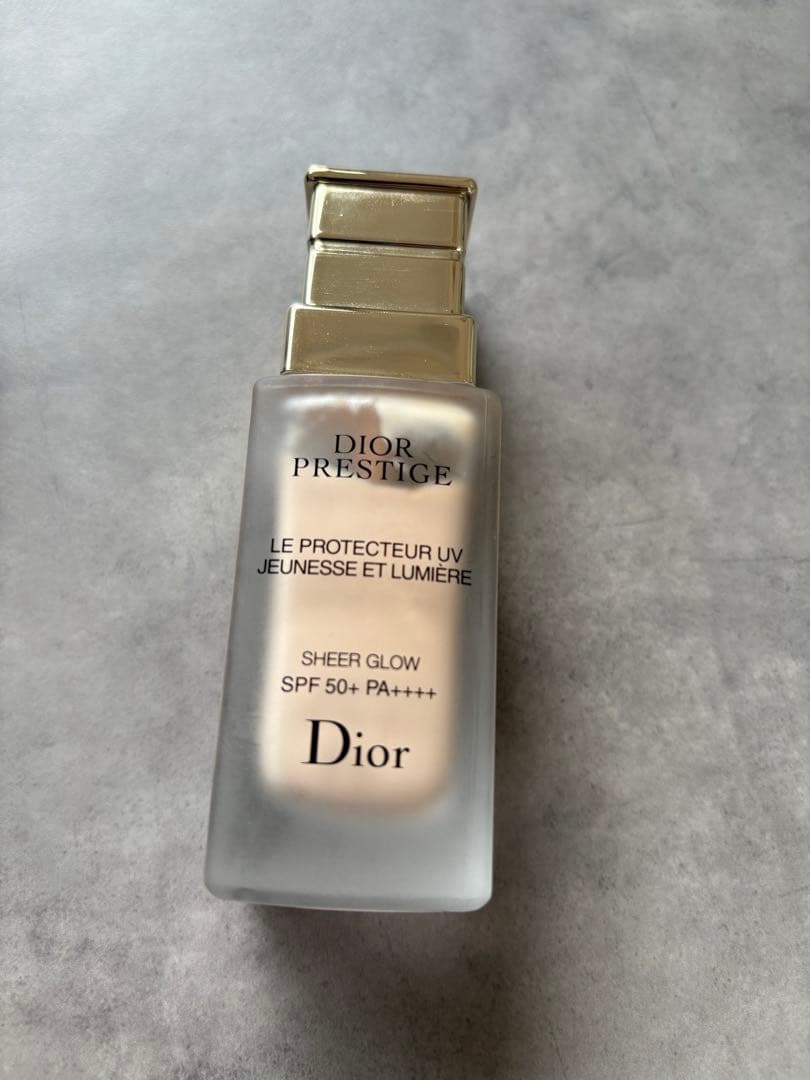 DIOR
PRESTIGE
LE PROTECTEUR UV
JEUNESSE ET LUMIÈRE
SHEER GLOW
SPF 50+ PA++++
Dior